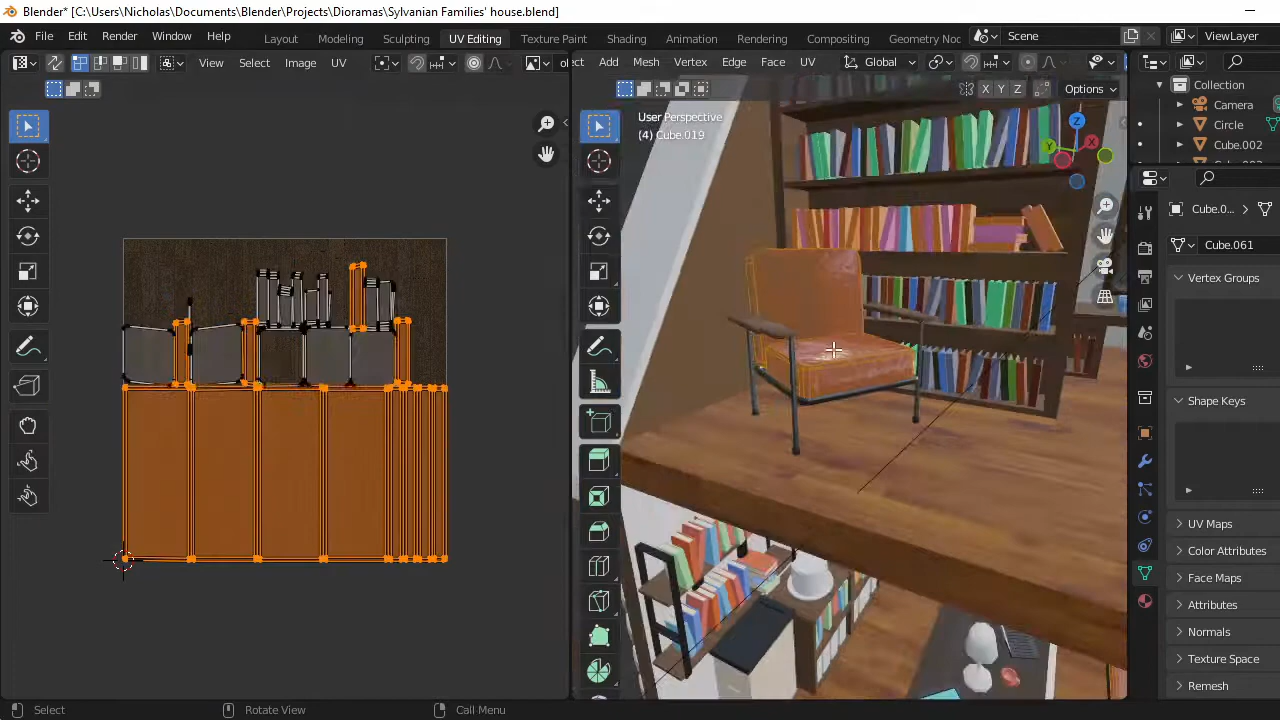 Blender* [C:\Users\Nicholas\Documents\Blender\Projects\Dioramas\Sylvanian Families' house.blend]
File Edit Render Window Help
Layout Modeling Sculpting UV Editing Texture Paint Shading Animation Rendering Compositing Geometry Noc
Scene
ViewLayer
View Select Image UV
ect Add Mesh Vertex Edge Face UV
Global
X Y Z
Options
User Perspective
(4) Cube.019
Z
X
Y
Collection
Camera
Circle
Cube.002
Cube.0...
Cube.061
Vertex Groups
Shape Keys
UV Maps
Color Attributes
Face Maps
Attributes
Normals
Texture Space
Remesh
Select
Rotate View
Call Menu